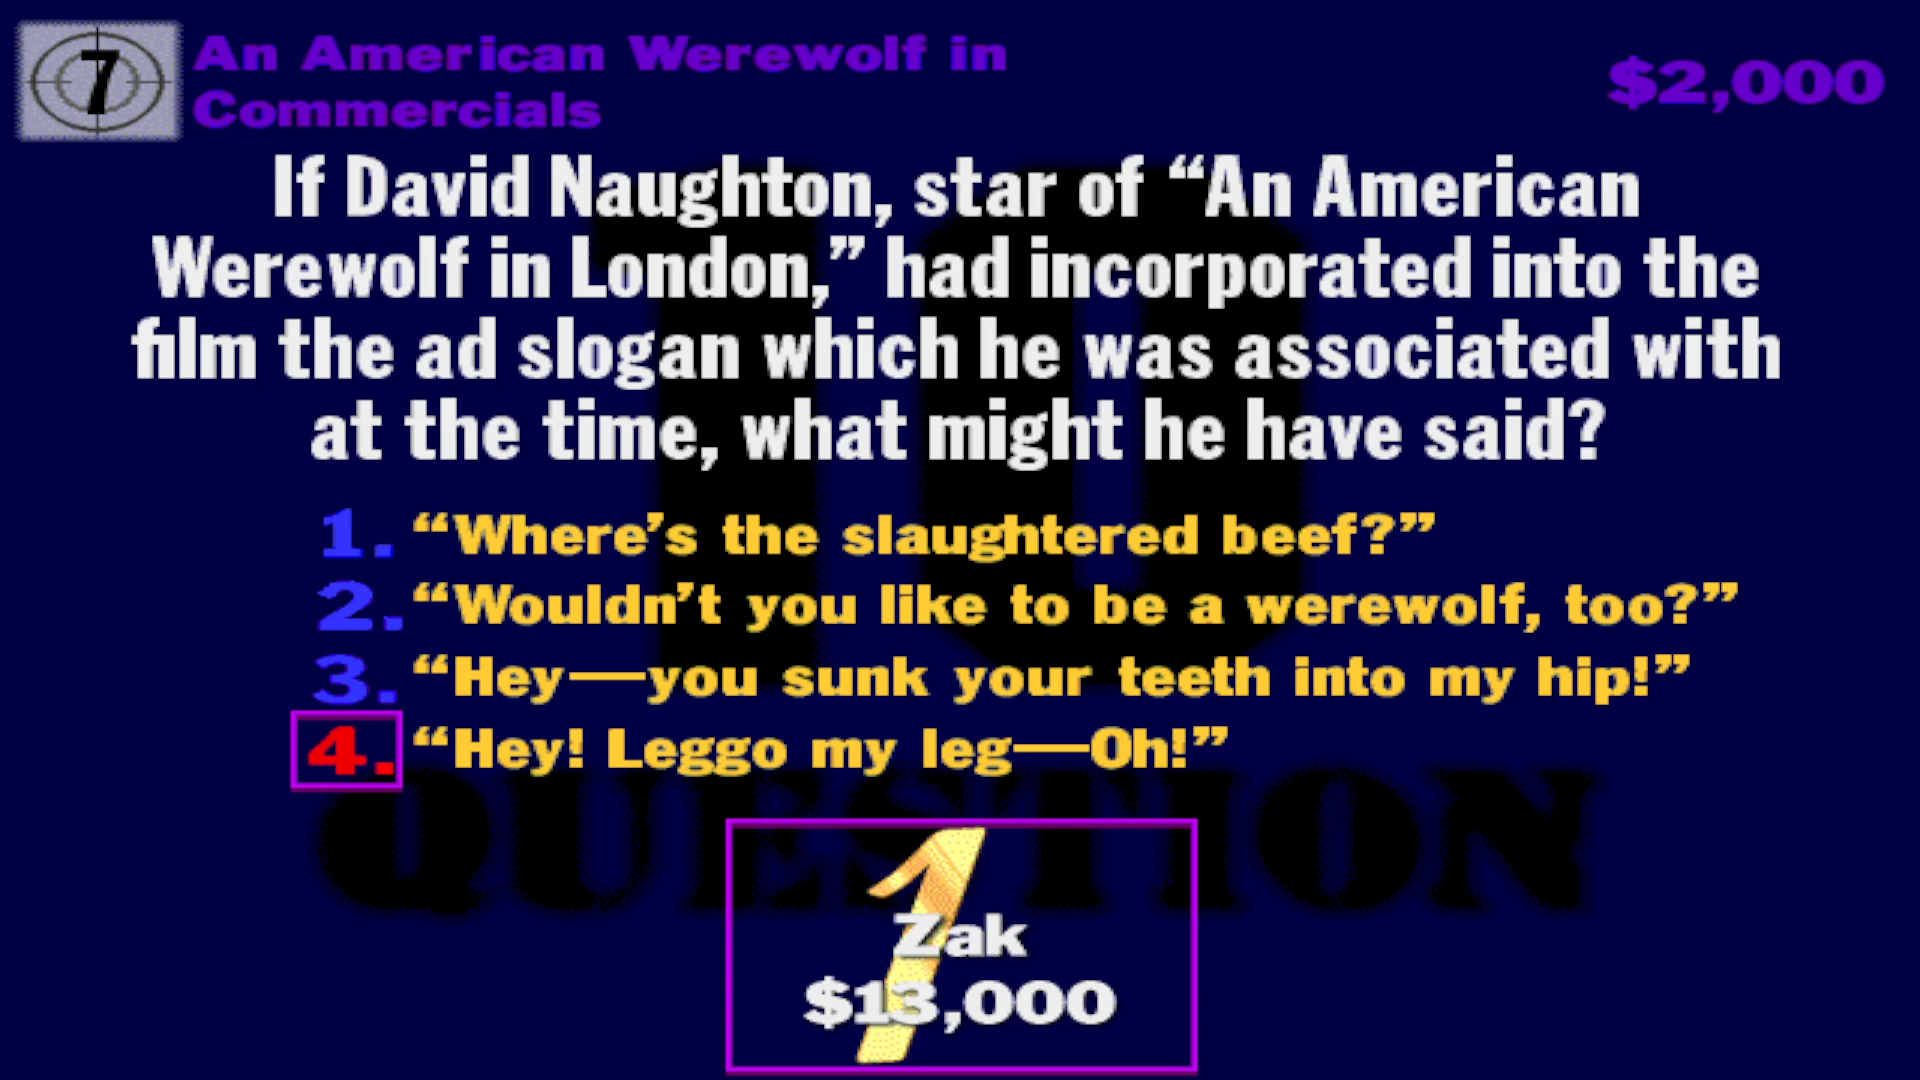 7
An American Werewolf in
Commercials
$2,000
If David Naughton, star of “An American
Werewolf in London,” had incorporated into the
film the ad slogan which he was associated with
at the time, what might he have said?
1. “Where’s the slaughtered beef?”
2. “Wouldn’t you like to be a werewolf, too?”
3. “Hey—you sunk your teeth into my hip!”
4. “Hey! Leggo my leg—Oh!”
10
QUESTION
1
Zak
$13,000